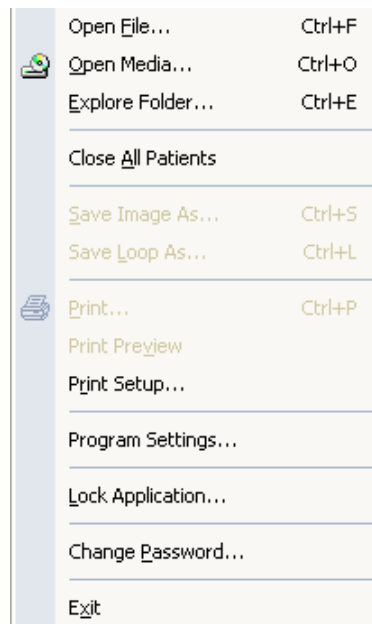 Open File... Ctrl+F
Open Media... Ctrl+O
Explore Folder... Ctrl+E
Close All Patients
Save Image As... Ctrl+S
Save Loop As... Ctrl+L
Print... Ctrl+P
Print Preview
Print Setup...
Program Settings...
Lock Application...
Change Password...
Exit